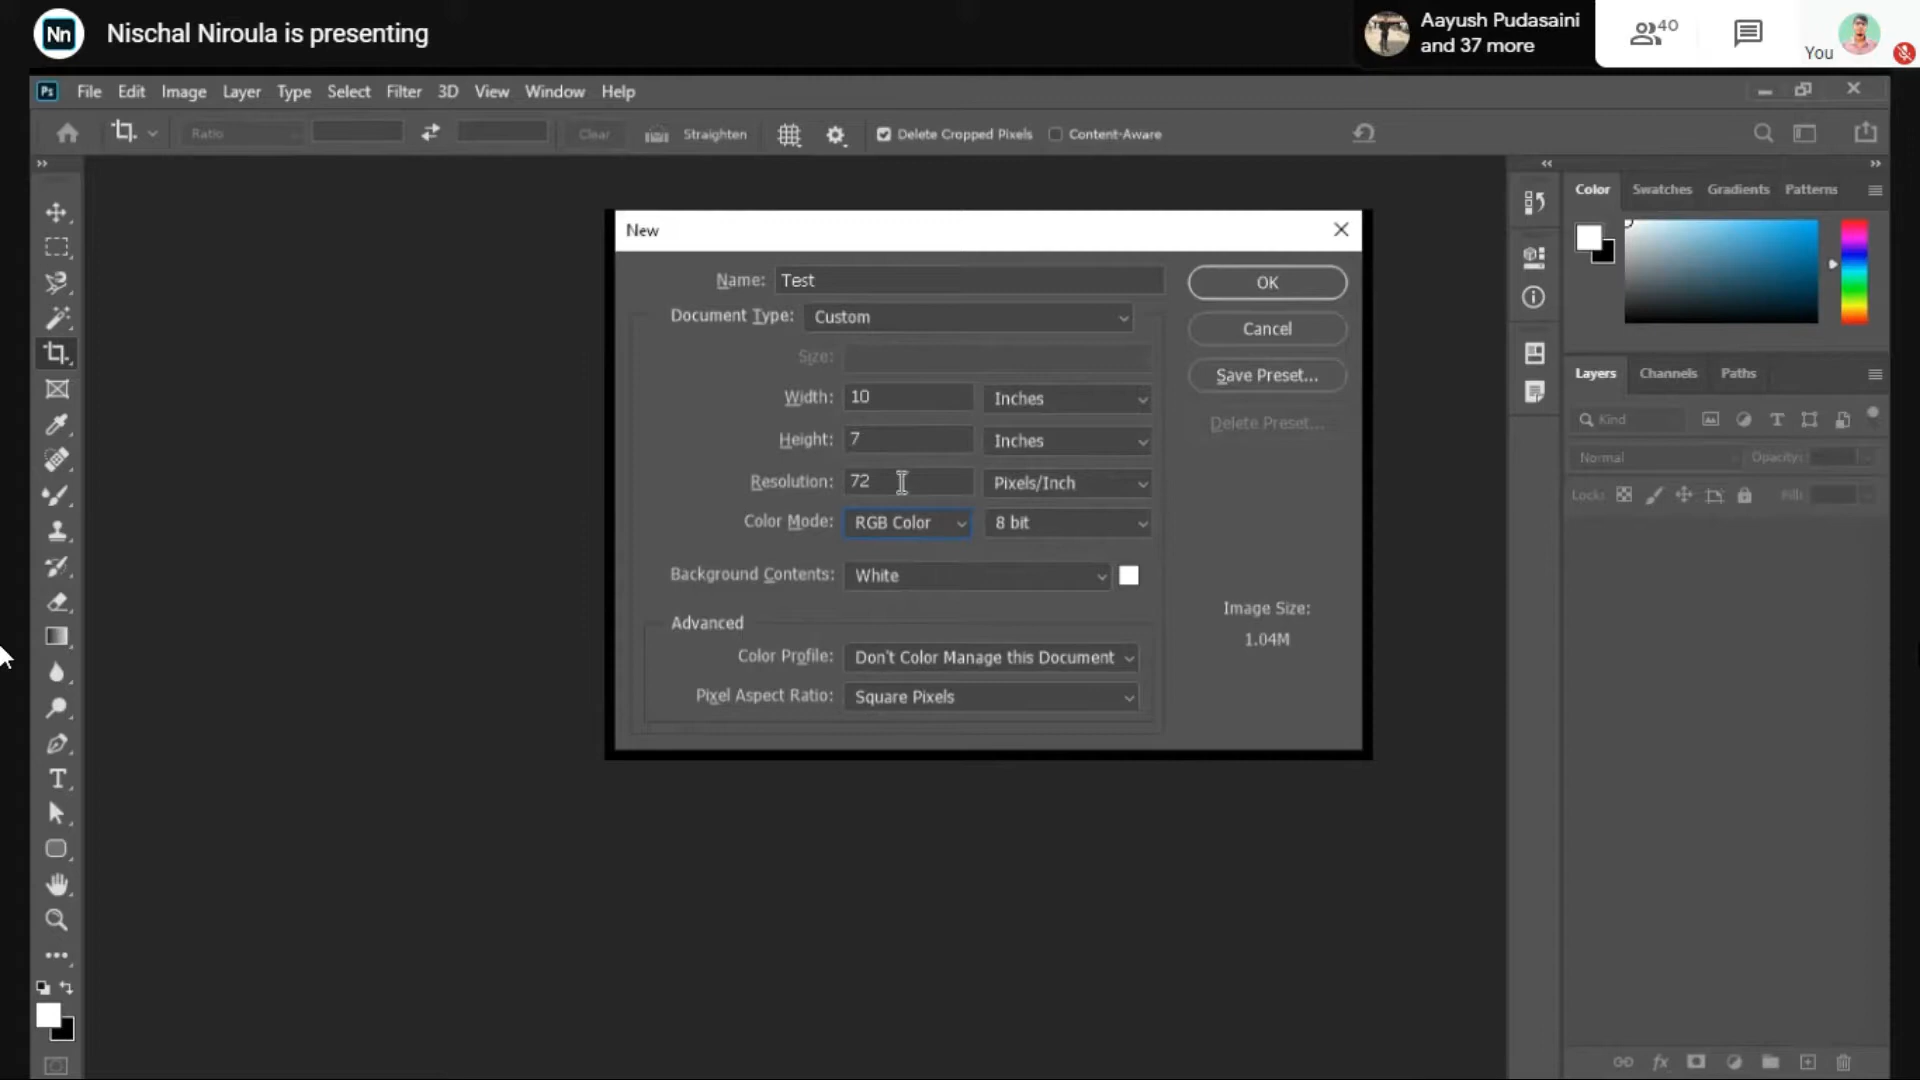 Nn Nischal Niroula is presenting
Aayush Pudasaini
and 37 more
40
You
Ps File Edit Image Layer Type Select Filter 3D View Window Help
Ratio Clear Straighten Delete Cropped Pixels Content-Aware
New
Name: Test
OK
Document Type: Custom
Cancel
Size:
Save Preset...
Width: 10 Inches
Delete Preset...
Height: 7 Inches
Resolution: 72 Pixels/Inch
Color Mode: RGB Color 8 bit
Background Contents: White
Image Size:
1.04M
Advanced
Color Profile: Don't Color Manage this Document
Pixel Aspect Ratio: Square Pixels
Color Swatches Gradients Patterns
Layers Channels Paths
Kind
Normal Opacity:
Lock: Fill: